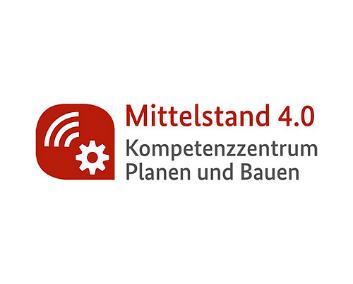 Mittelstand 4.0
Kompetenzzentrum
Planen und Bauen